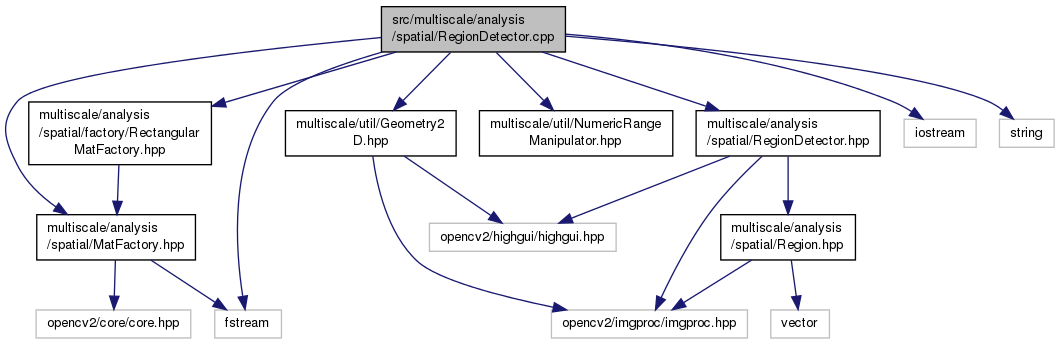 src/multiscale/analysis
/spatial/RegionDetector.cpp
multiscale/analysis
/spatial/factory/Rectangular
MatFactory.hpp
multiscale/util/Geometry2
D.hpp
multiscale/util/NumericRange
Manipulator.hpp
multiscale/analysis
/spatial/RegionDetector.hpp
iostream
string
multiscale/analysis
/spatial/MatFactory.hpp
opencv2/highgui/highgui.hpp
multiscale/analysis
/spatial/Region.hpp
opencv2/core/core.hpp
fstream
opencv2/imgproc/imgproc.hpp
vector